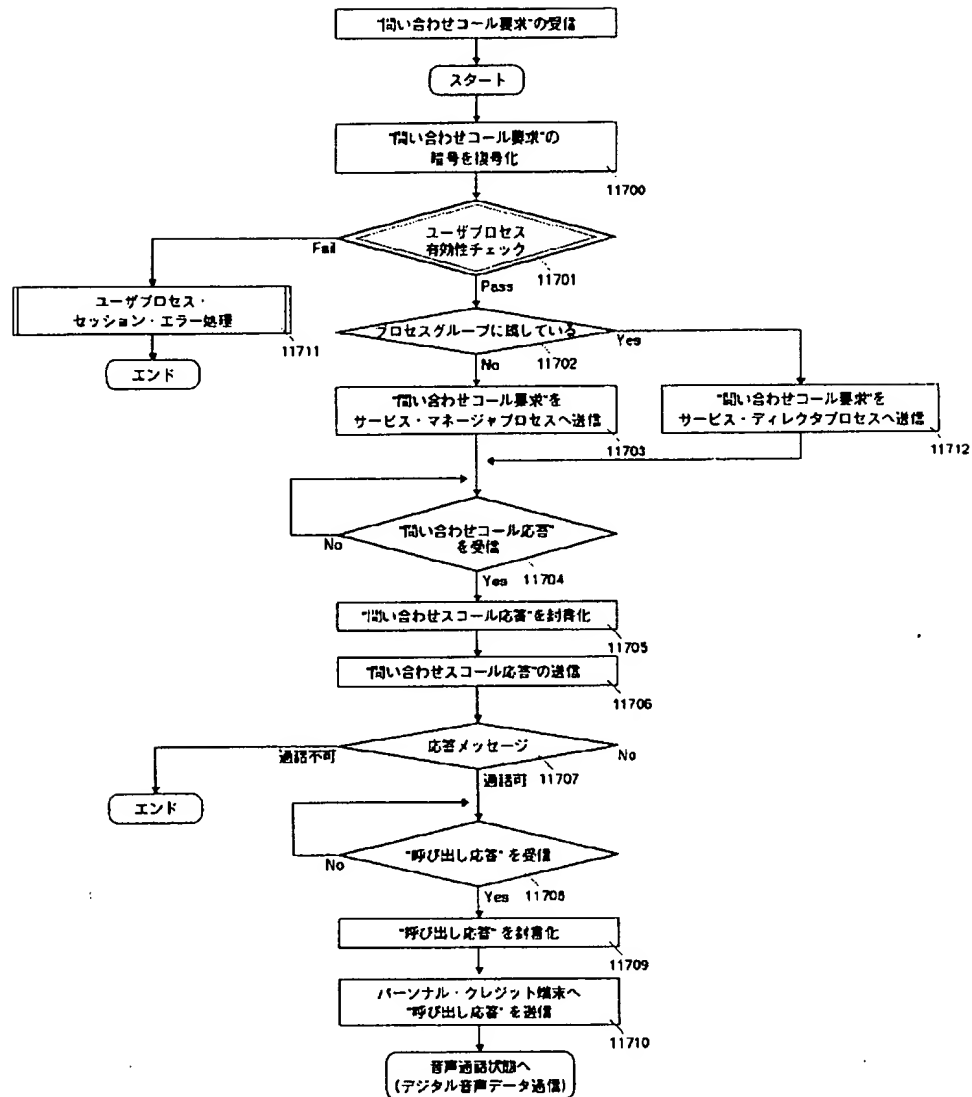 "問い合わせコール要求"の受信
スタート
"問い合わせコール要求"の
暗号を復号化
11700
ユーザプロセス
有効性チェック
11701
Fail
Pass
ユーザプロセス・
セッション・エラー処理
11711
エンド
プロセスグループに属している
11702
Yes
No
"問い合わせコール要求"を
サービス・マネージャプロセスへ送信
11703
"問い合わせコール要求"を
サービス・ディレクタプロセスへ送信
11712
"問い合わせコール応答"
を受信
No
11704
Yes
"問い合わせスコール応答"を封書化
11705
"問い合わせスコール応答"の送信
11706
応答メッセージ
11707
通話不可
No
通話可
エンド
"呼び出し応答" を受信
No
11708
Yes
"呼び出し応答" を封書化
11709
パーソナル・クレジット端末へ
"呼び出し応答" を送信
11710
音声通話状態へ
(デジタル音声データ通信)